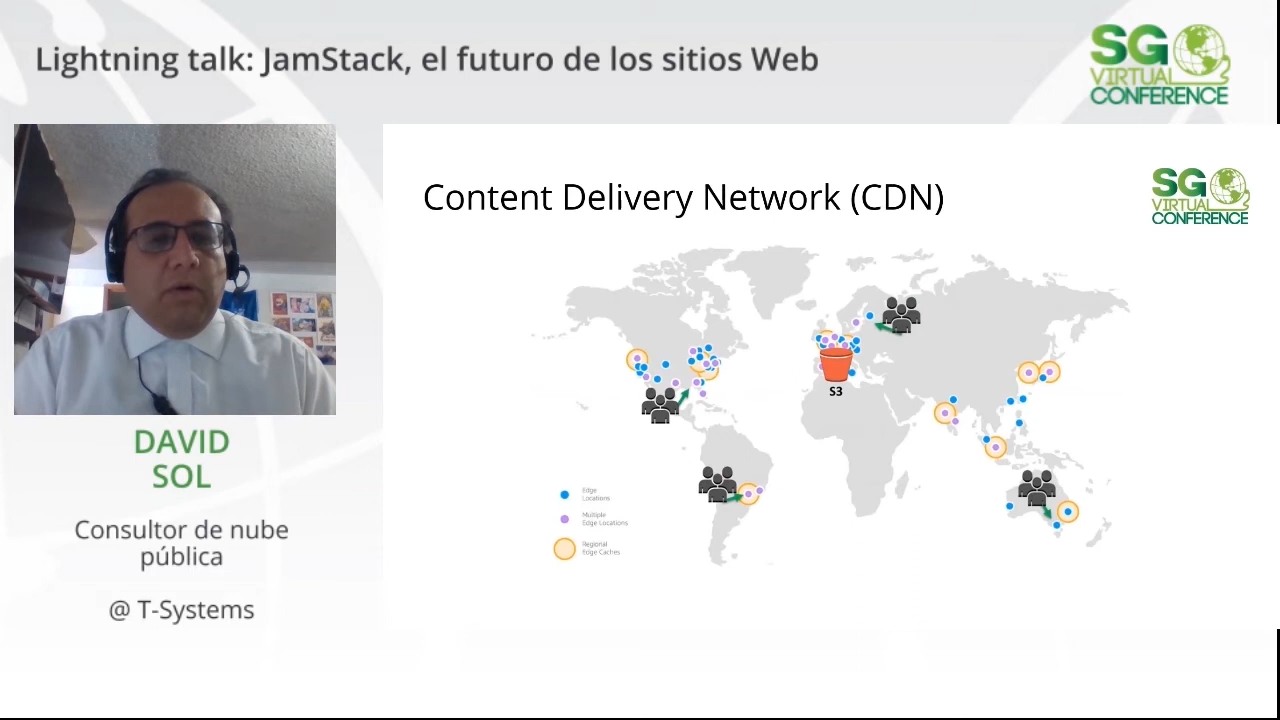 Lightning talk: JamStack, el futuro de los sitios Web
SG
VIRTUAL
CONFERENCE
DAVID
SOL
Consultor de nube
pública
@ T-Systems
Content Delivery Network (CDN)
SG
VIRTUAL
CONFERENCE
S3
Edge
Locations
Multiple
Edge Locations
Regional
Edge Caches